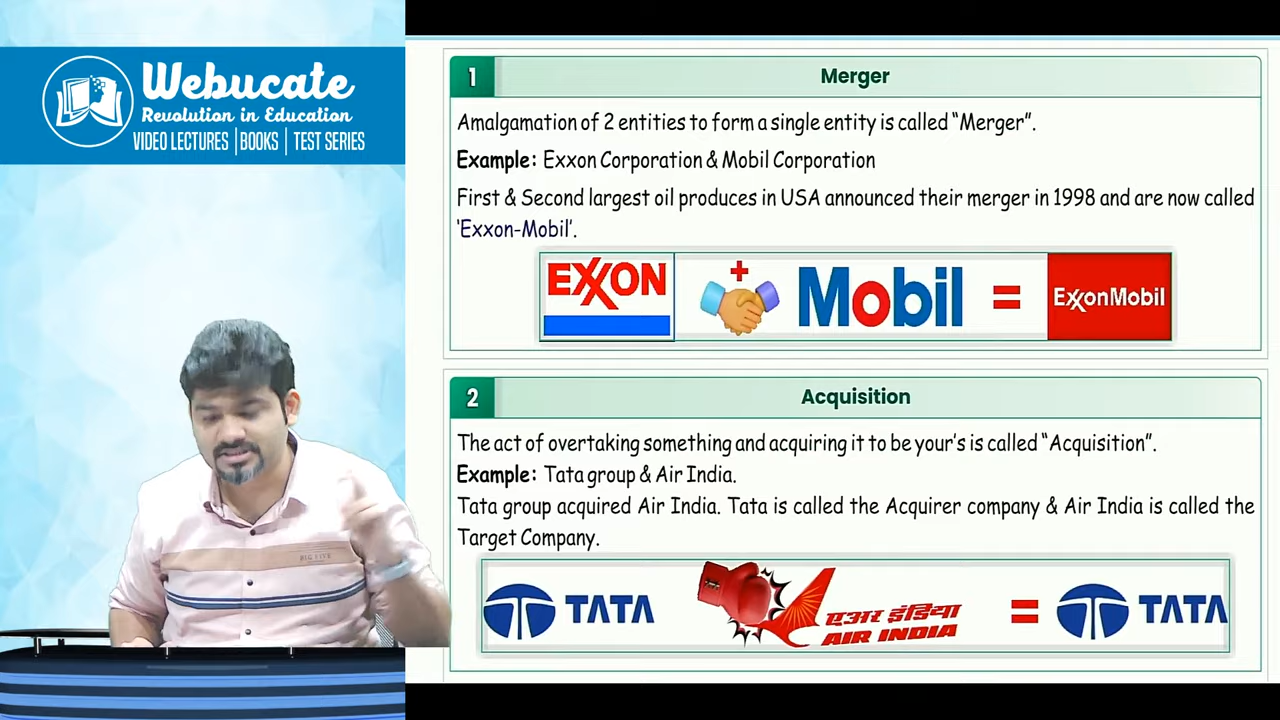 Webucate
Revolution in Education
VIDEO LECTURES | BOOKS | TEST SERIES
1
Merger
Amalgamation of 2 entities to form a single entity is called “Merger”.
Example: Exxon Corporation & Mobil Corporation
First & Second largest oil produces in USA announced their merger in 1998 and are now called
‘Exxon-Mobil’.
EXXON + Mobil = ExxonMobil
2
Acquisition
The act of overtaking something and acquiring it to be your’s is called “Acquisition”.
Example: Tata group & Air India.
Tata group acquired Air India. Tata is called the Acquirer company & Air India is called the
Target Company.
TATA एअर इंडिया = TATA
AIR INDIA
BIG FIVE